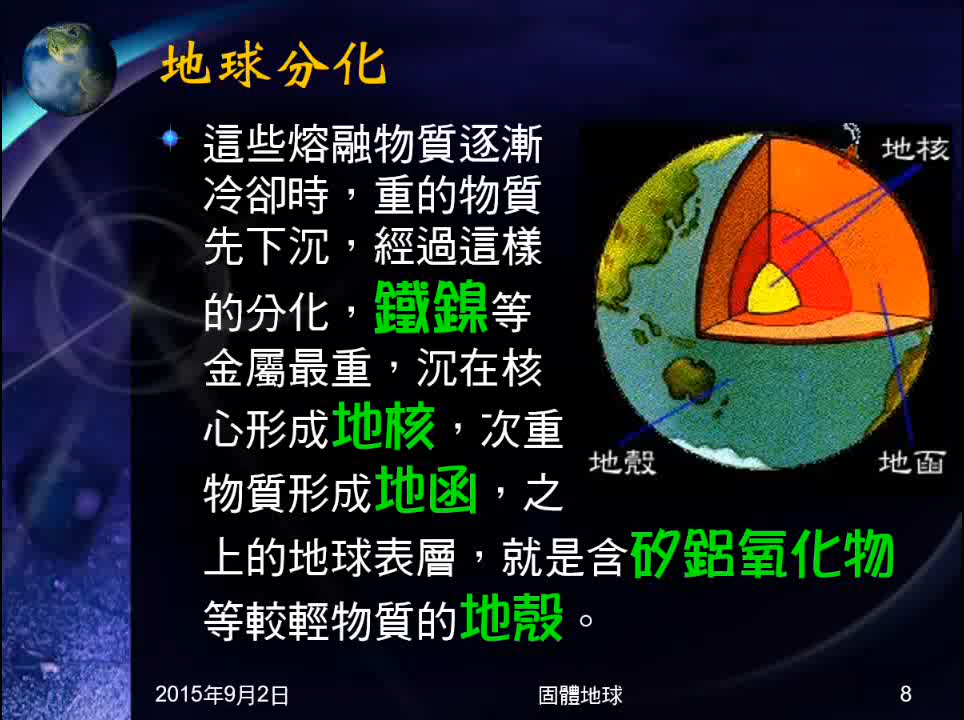 地球分化
這些熔融物質逐漸
冷卻時，重的物質
先下沉，經過這樣
的分化，鐵鎳等
金屬最重，沉在核
心形成地核，次重
物質形成地函，之
上的地球表層，就是含矽鋁氧化物
等較輕物質的地殼。
地核
地殼
地函
2015年9月2日
固體地球
8